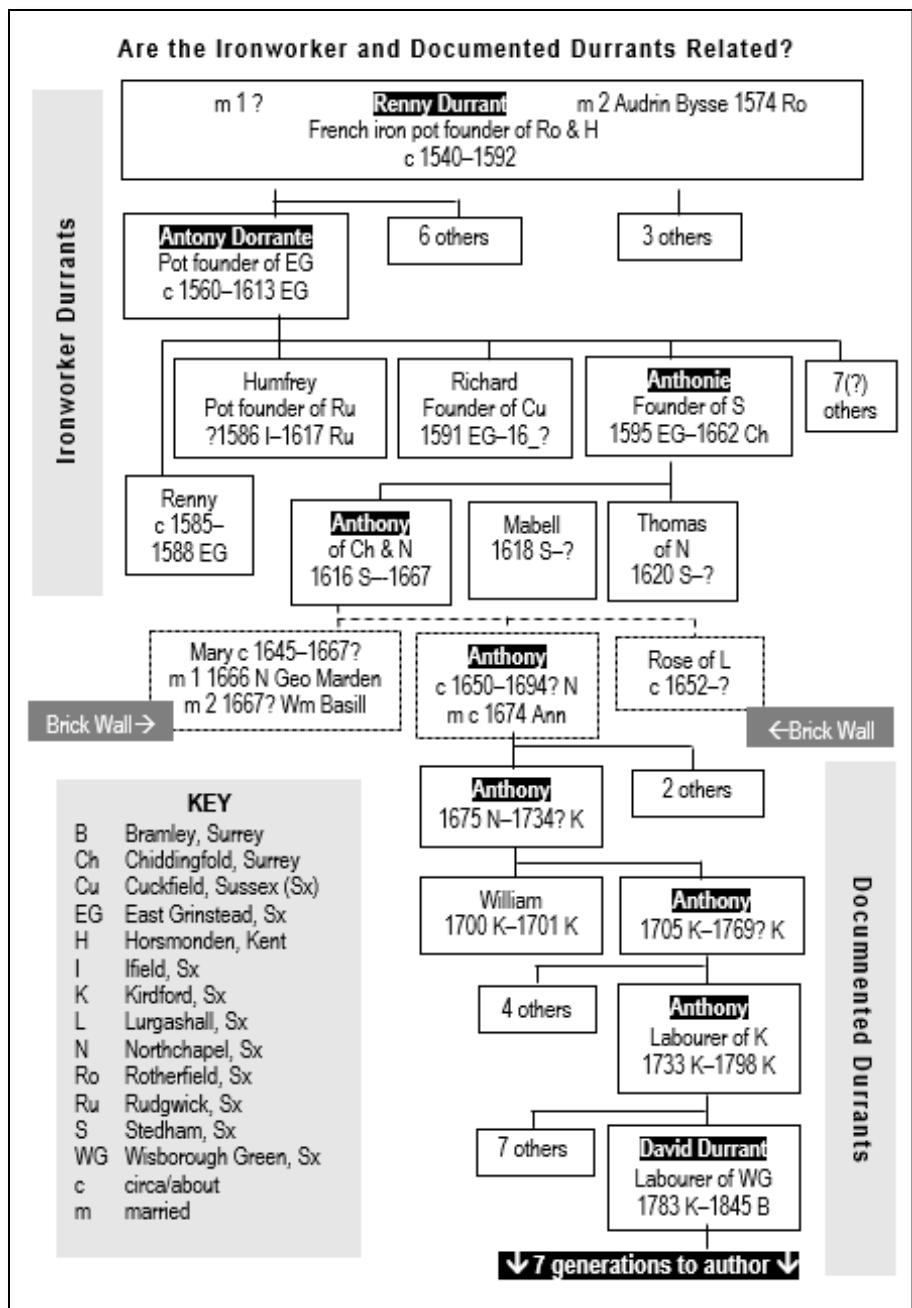 Are the Ironworker and Documented Durrants Related?
Ironworker Durrants
m 1 ?
Renny Durrant
m 2 Audrin Bysse 1574 Ro
French iron pot founder of Ro & H
c 1540–1592
Antony Dorrante
Pot founder of EG
c 1560–1613 EG
6 others
3 others
Humfrey
Pot founder of Ru
?1586 I–1617 Ru
Richard
Founder of Cu
1591 EG–16_?
Anthonie
Founder of S
1595 EG–1662 Ch
7(?)
others
Renny
c 1585–
1588 EG
Anthony
of Ch & N
1616 S–-1667
Mabell
1618 S–?
Thomas
of N
1620 S–?
Mary c 1645–1667?
m 1 1666 N Geo Marden
m 2 1667? Wm Basill
Anthony
c 1650–1694? N
m c 1674 Ann
Rose of L
c 1652–?
Brick Wall→
←Brick Wall
Anthony
1675 N–1734? K
2 others
William
1700 K–1701 K
Anthony
1705 K–1769? K
4 others
Anthony
Labourer of K
1733 K–1798 K
7 others
David Durrant
Labourer of WG
1783 K–1845 B
↓ 7 generations to author ↓
Documnented Durrants
KEY
B Bramley, Surrey
Ch Chiddingfold, Surrey
Cu Cuckfield, Sussex (Sx)
EG East Grinstead, Sx
H Horsmonden, Kent
I Ifield, Sx
K Kirdford, Sx
L Lurgashall, Sx
N Northchapel, Sx
Ro Rotherfield, Sx
Ru Rudgwick, Sx
S Stedham, Sx
WG Wisborough Green, Sx
c circa/about
m married